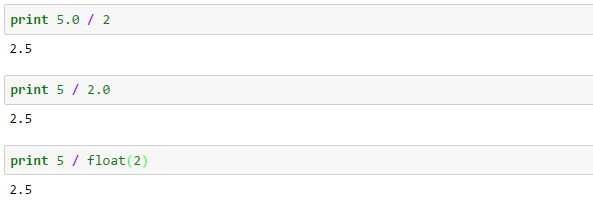 print 5.0 / 2
2.5
print 5 / 2.0
2.5
print 5 / float(2)
2.5